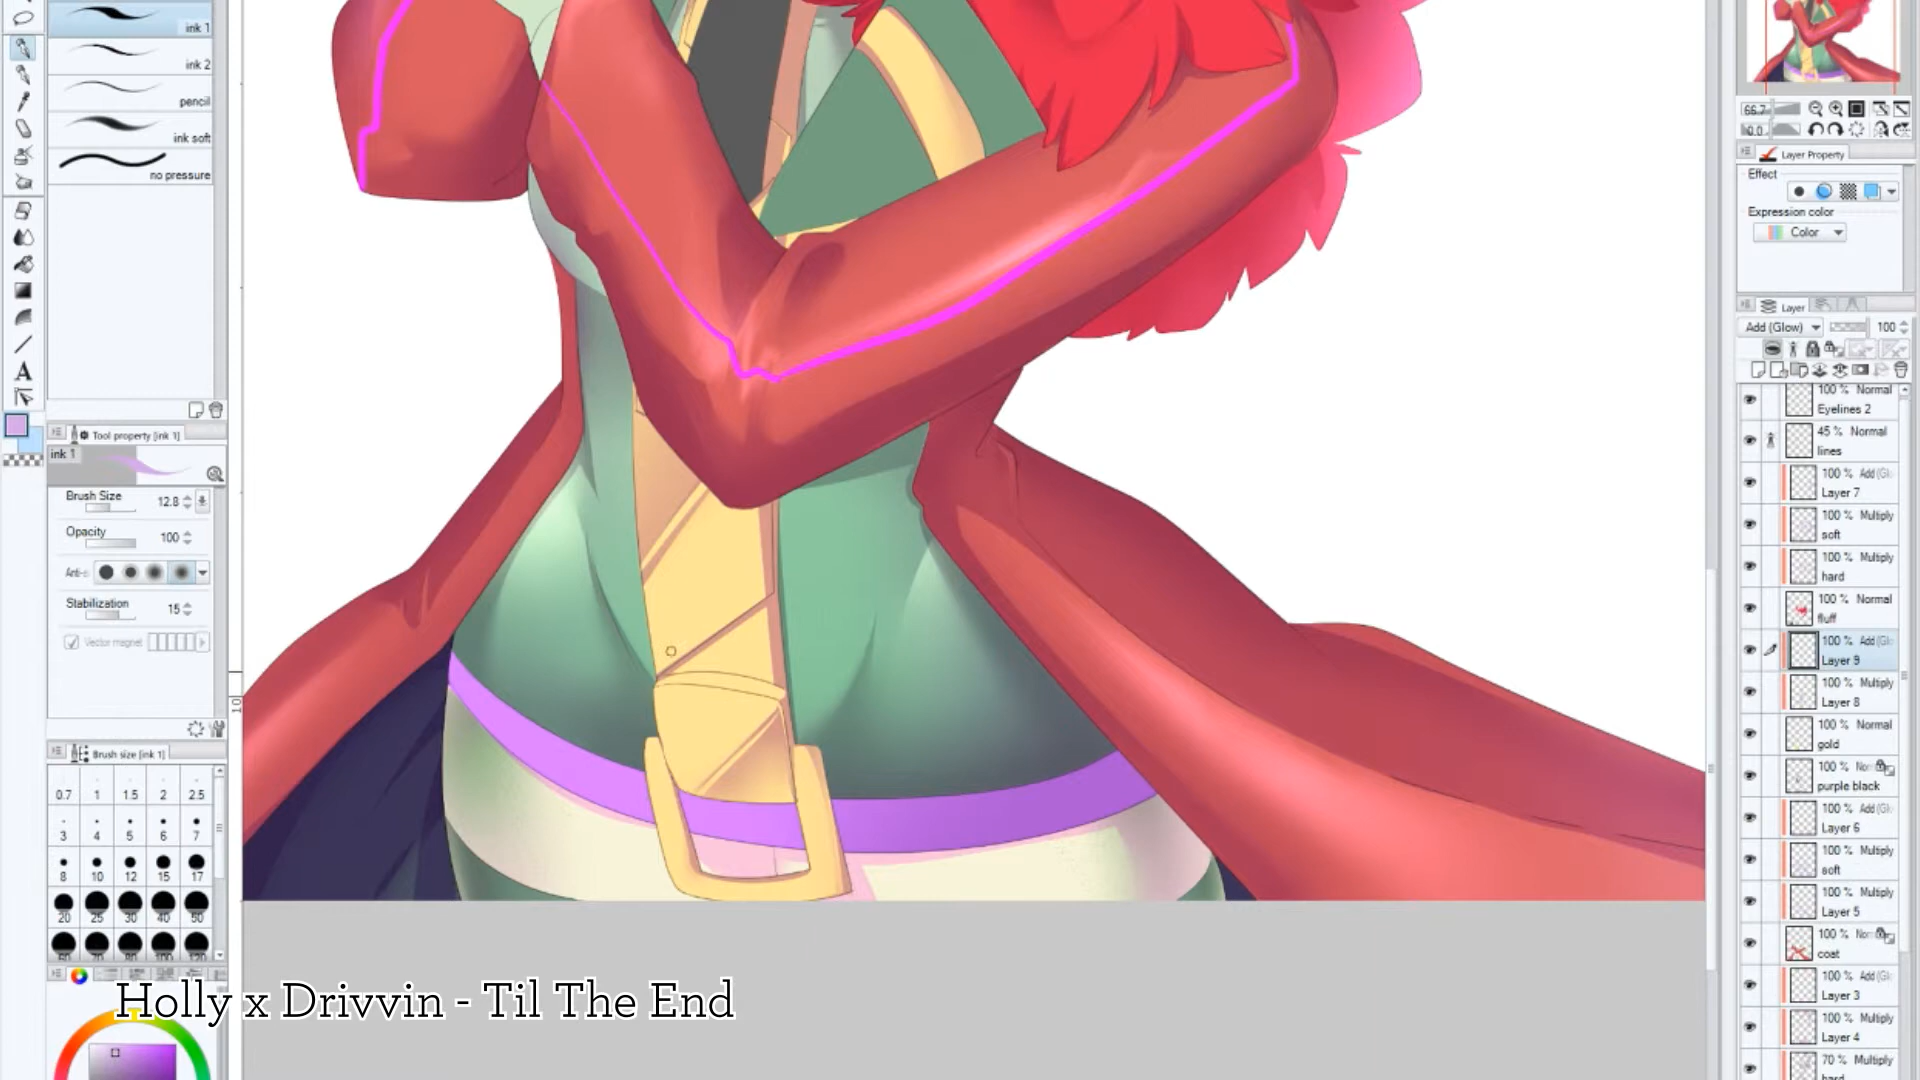 ink 1
ink 2
pencil
ink soft
no pressure
Tool property [ink 1]
ink 1
Brush Size 12.8
Opacity 100
Anti-
Stabilization 15
Vector magnet
Brush size [ink 1]
0.7 1 1.5 2 2.5
3 4 5 6 7
8 10 12 15 17
20 25 30 40 50
Holly x Drivvin - Til The End
10
66.7
0.0
Layer Property
Effect
Expression color
Color
Layer
Add (Glow) 100
100 % Normal
Eyelines 2
45 % Normal
lines
100 % Add (Gl
Layer 7
100 % Multiply
soft
100 % Multiply
hard
100 % Normal
fluff
100 % Add (Gl
Layer 9
100 % Multiply
Layer 8
100 % Normal
gold
100 % Nor
purple black
100 % Add (Gl
Layer 6
100 % Multiply
soft
100 % Multiply
Layer 5
100 % Nor
coat
100 % Add (Gl
Layer 3
100 % Multiply
Layer 4
70 % Multiply
hard